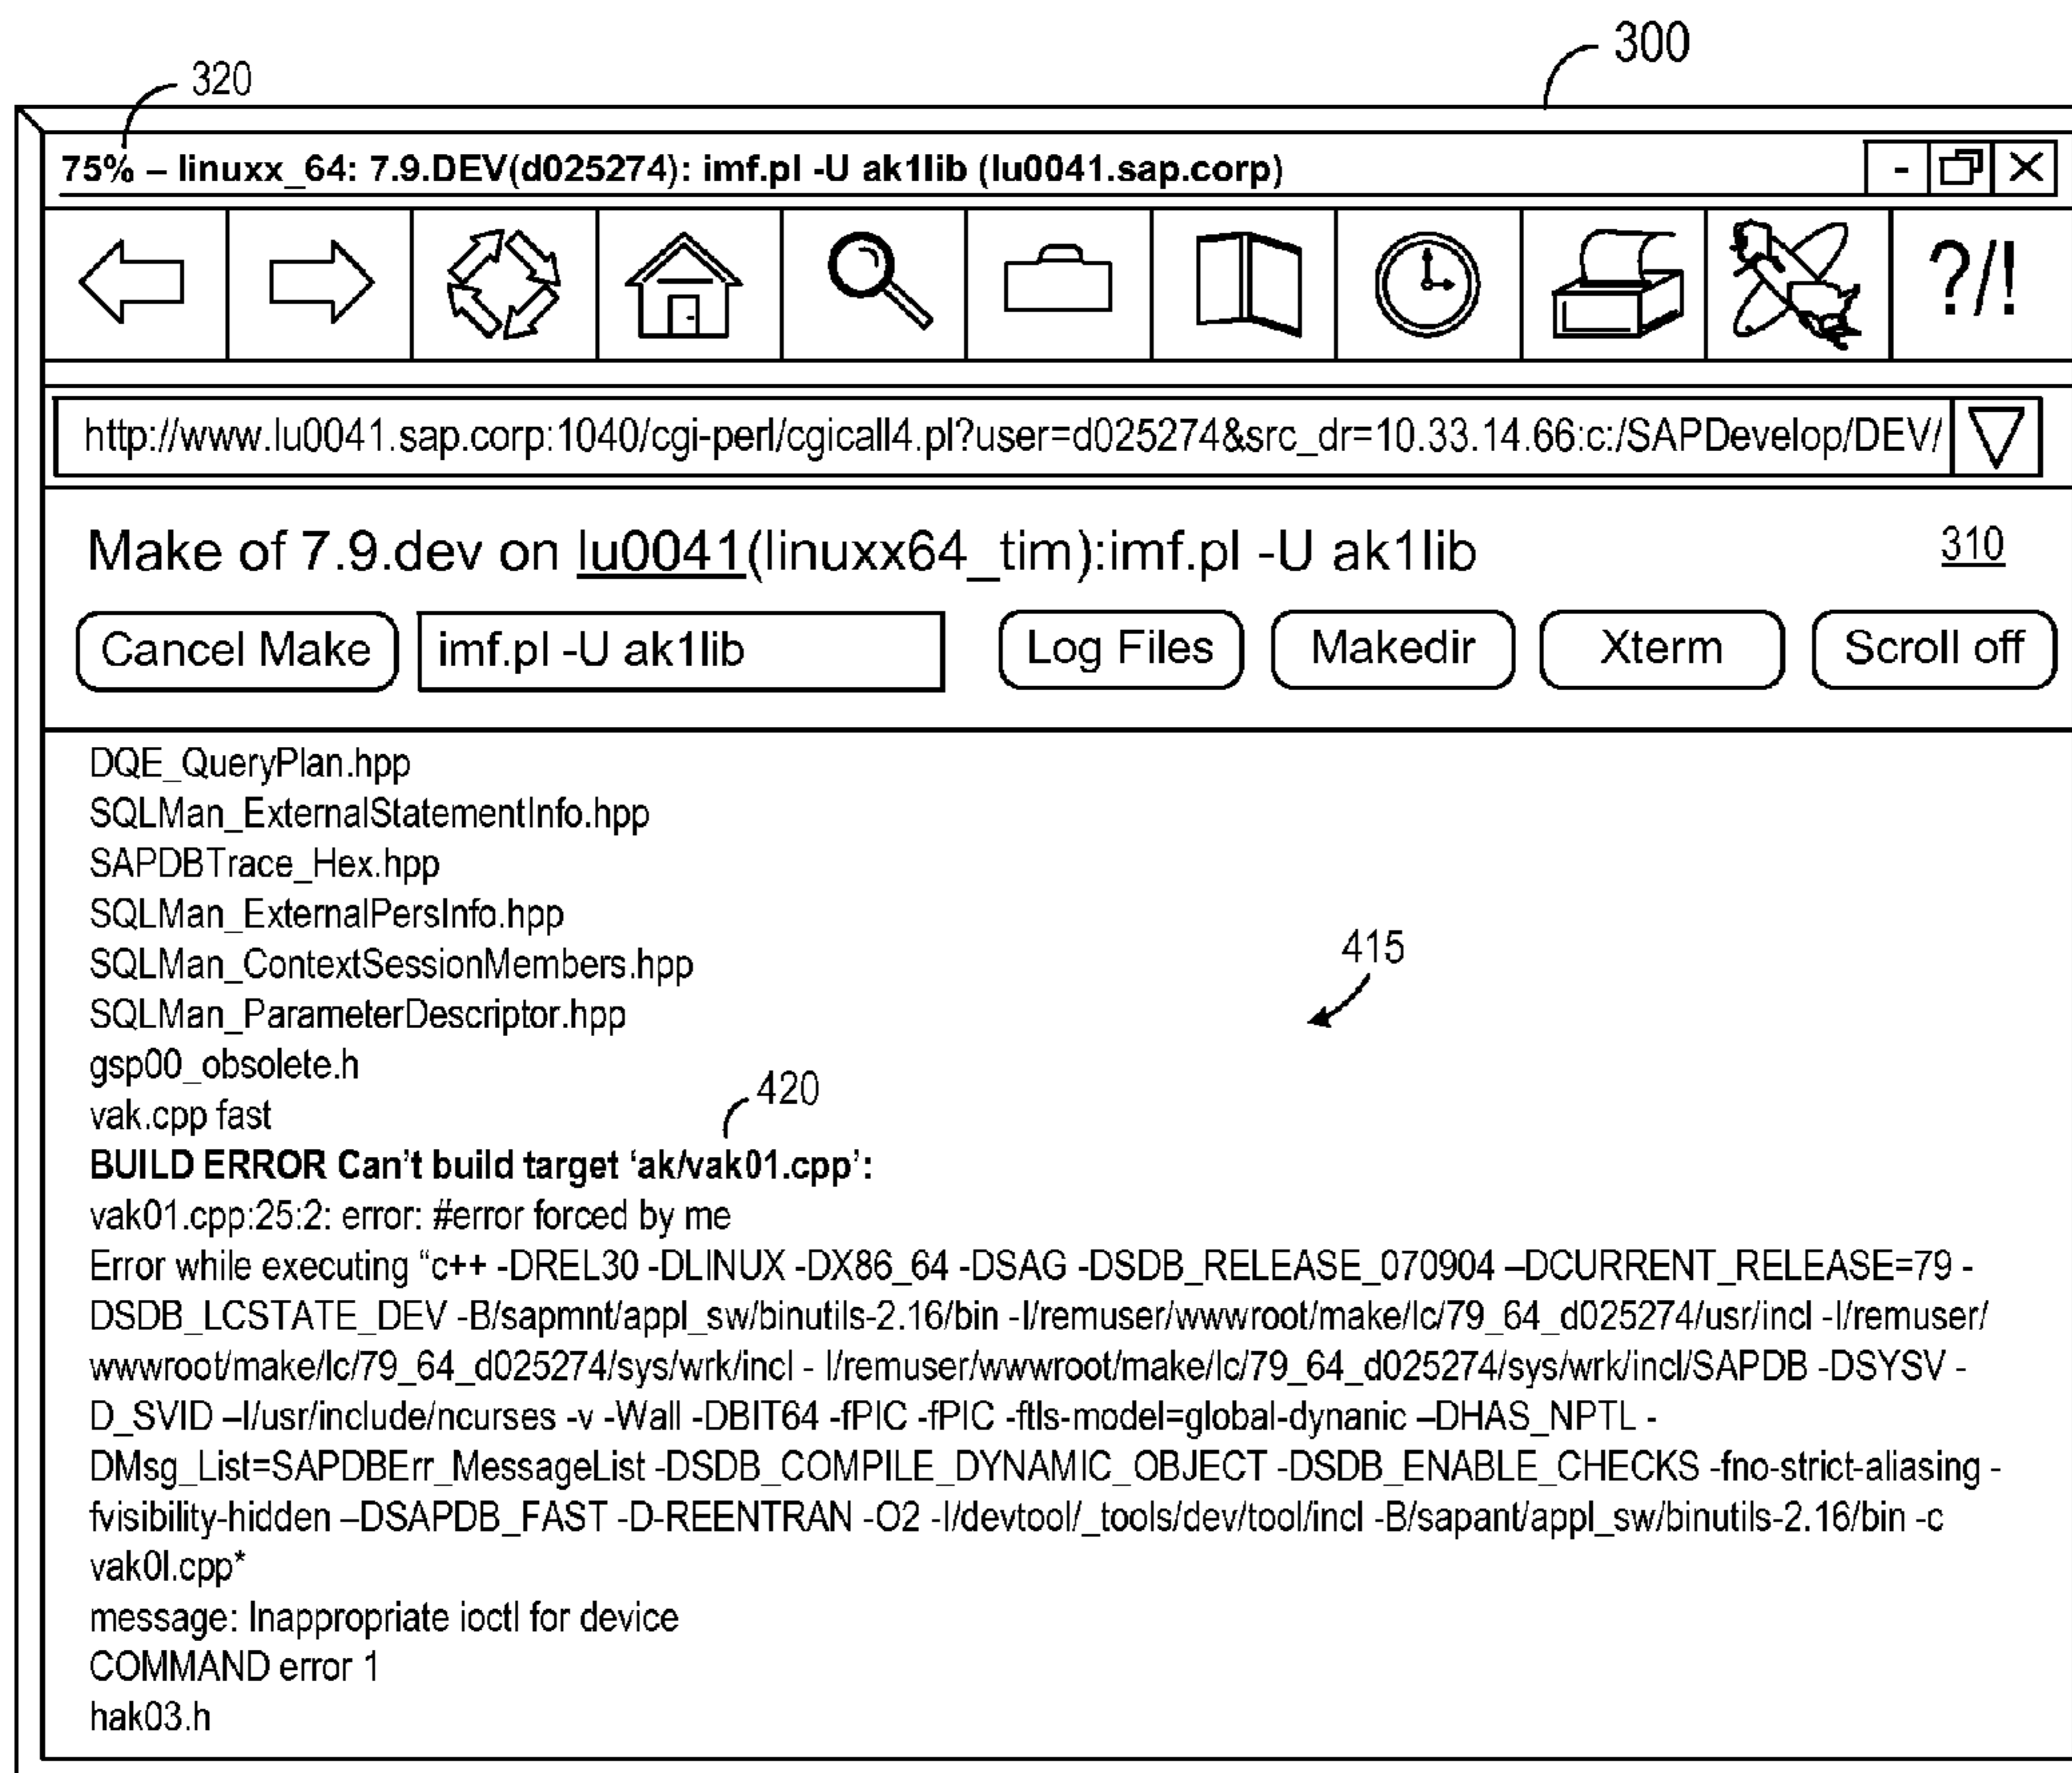 300
320
75% – linuxx_64: 7.9.DEV(d025274): imf.pl -U ak1lib (lu0041.sap.corp)
?/!
http://www.lu0041.sap.corp:1040/cgi-perl/cgicall4.pl?user=d025274&src_dr=10.33.14.66:c:/SAPDevelop/DEV/
Make of 7.9.dev on lu0041(linuxx64_tim):imf.pl -U ak1lib
310
Cancel Make
imf.pl -U ak1lib
Log Files
Makedir
Xterm
Scroll off
DQE_QueryPlan.hpp
SQLMan_ExternalStatementInfo.hpp
SAPDBTrace_Hex.hpp
SQLMan_ExternalPersInfo.hpp
SQLMan_ContextSessionMembers.hpp
415
SQLMan_ParameterDescriptor.hpp
gsp00_obsolete.h
420
vak.cpp fast
BUILD ERROR Can’t build target ‘ak/vak01.cpp’:
vak01.cpp:25:2: error: #error forced by me
Error while executing “c++ -DREL30 -DLINUX -DX86_64 -DSAG -DSDB_RELEASE_070904 –DCURRENT_RELEASE=79 -
DSDB_LCSTATE_DEV -B/sapmnt/appl_sw/binutils-2.16/bin -I/remuser/wwwroot/make/lc/79_64_d025274/usr/incl -I/remuser/
wwwroot/make/lc/79_64_d025274/sys/wrk/incl - I/remuser/wwwroot/make/lc/79_64_d025274/sys/wrk/incl/SAPDB -DSYSV -
D_SVID –I/usr/include/ncurses -v -Wall -DBIT64 -fPIC -fPIC -ftls-model=global-dynanic –DHAS_NPTL -
DMsg_List=SAPDBErr_MessageList -DSDB_COMPILE_DYNAMIC_OBJECT -DSDB_ENABLE_CHECKS -fno-strict-aliasing -
fvisibility-hidden –DSAPDB_FAST -D-REENTRAN -O2 -I/devtool/_tools/dev/tool/incl -B/sapant/appl_sw/binutils-2.16/bin -c
vak0l.cpp*
message: Inappropriate ioctl for device
COMMAND error 1
hak03.h